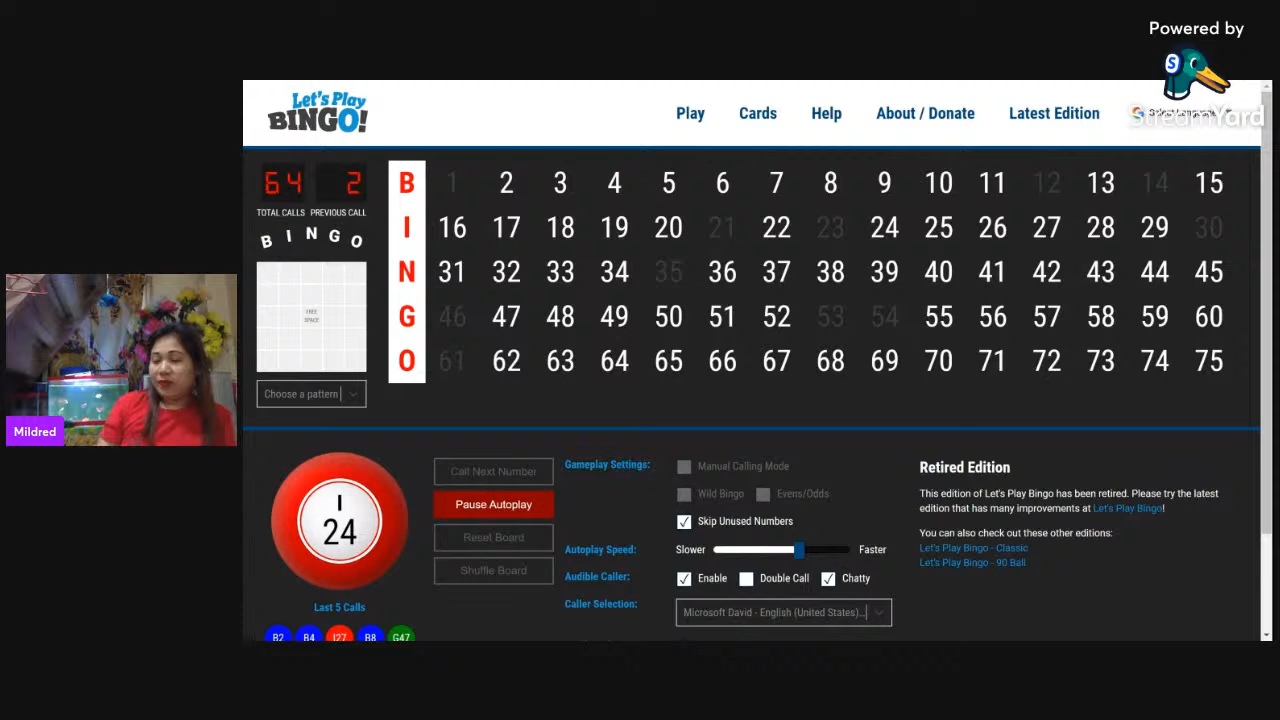 Powered by
StreamYard
Let's Play
BINGO!
Play
Cards
Help
About / Donate
Latest Edition
Select Language
64
2
TOTAL CALLS
PREVIOUS CALL
B I N G O
FREE
SPACE
Choose a pattern
B 1 2 3 4 5 6 7 8 9 10 11 12 13 14 15
I 16 17 18 19 20 21 22 23 24 25 26 27 28 29 30
N 31 32 33 34 35 36 37 38 39 40 41 42 43 44 45
G 46 47 48 49 50 51 52 53 54 55 56 57 58 59 60
O 61 62 63 64 65 66 67 68 69 70 71 72 73 74 75
Mildred
I
24
Last 5 Calls
B2 B4 I27 B8 G47
Call Next Number
Pause Autoplay
Reset Board
Shuffle Board
Gameplay Settings:
Manual Calling Mode
Wild Bingo
Evens/Odds
Skip Unused Numbers
Autoplay Speed:
Slower
Faster
Audible Caller:
Enable
Double Call
Chatty
Caller Selection:
Microsoft David - English (United States)...
Retired Edition
This edition of Let's Play Bingo has been retired. Please try the latest
edition that has many improvements at Let's Play Bingo!
You can also check out these other editions:
Let's Play Bingo - Classic
Let's Play Bingo - 90 Ball